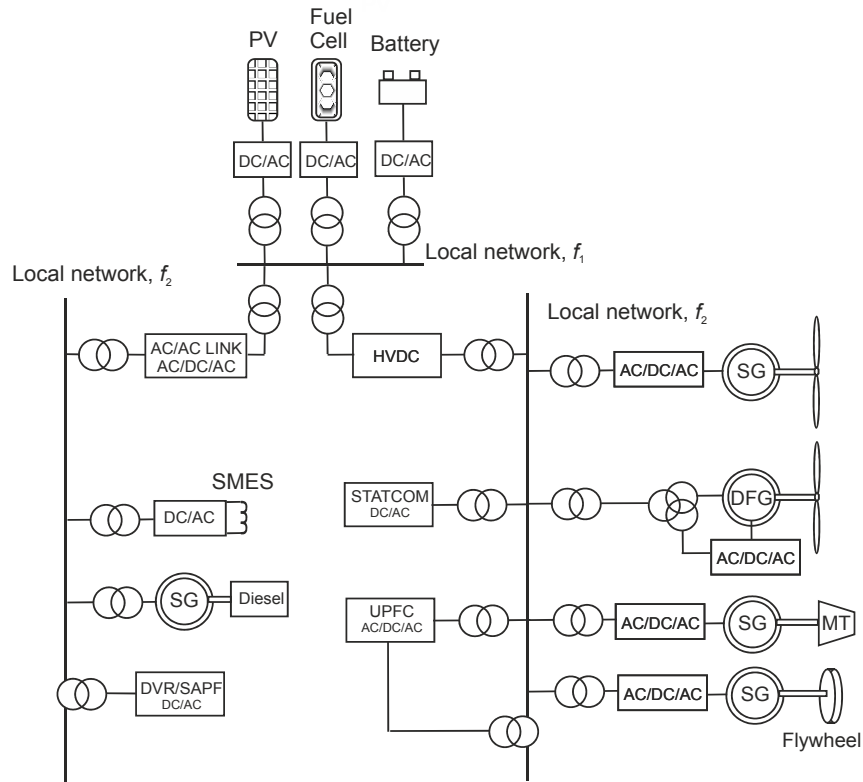 PV
Fuel
Cell
Battery
DC/AC
DC/AC
DC/AC
Local network, f₁
Local network, f₂
Local network, f₂
AC/AC LINK
AC/DC/AC
HVDC
AC/DC/AC
SG
SMES
DC/AC
STATCOM
DC/AC
DFG
AC/DC/AC
SG
Diesel
UPFC
AC/DC/AC
AC/DC/AC
SG
MT
DVR/SAPF
DC/AC
AC/DC/AC
SG
Flywheel